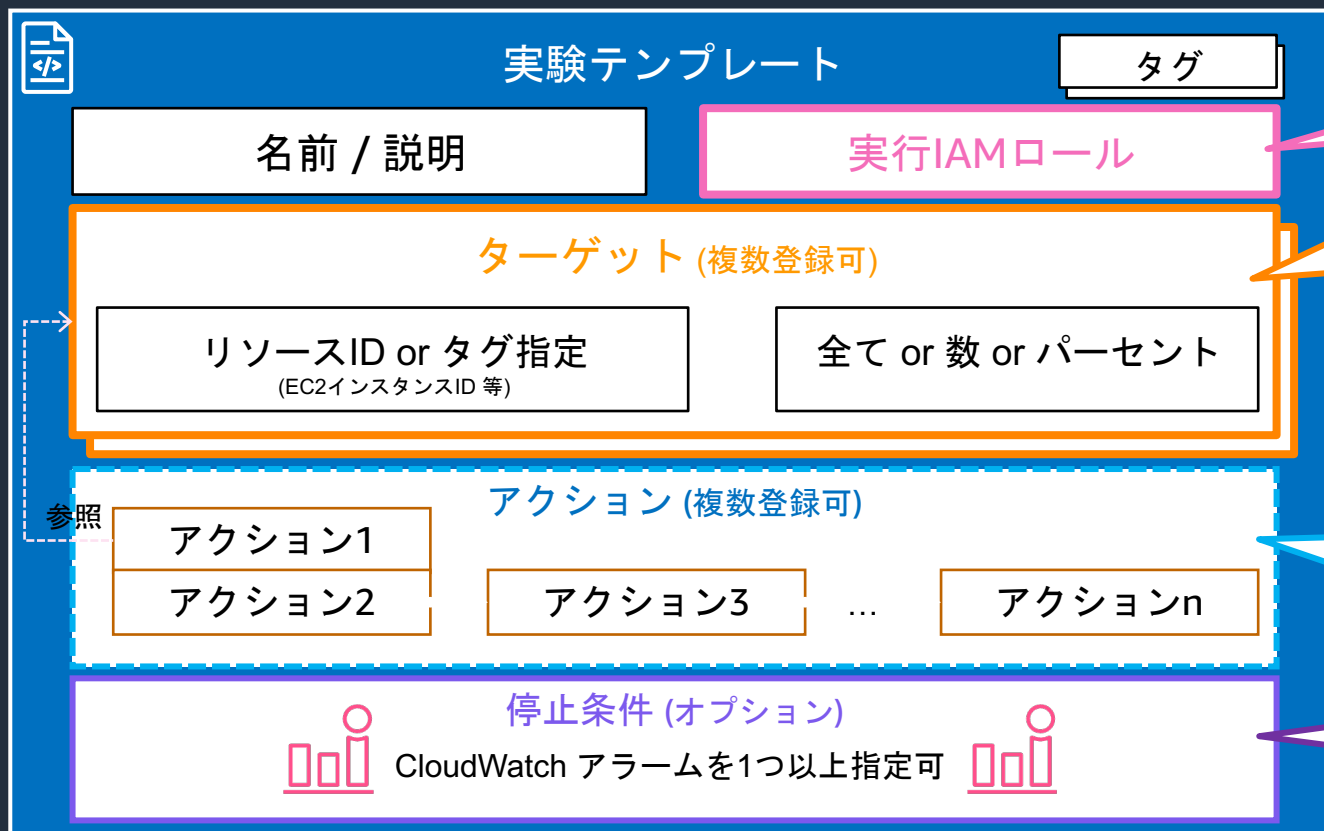 </>
実験テンプレート
タグ
名前 / 説明
実行IAMロール
ターゲット (複数登録可)
リソースID or タグ指定
(EC2インスタンスID 等)
全て or 数 or パーセント
アクション (複数登録可)
参照
アクション1
アクション2
アクション3
…
アクションn
停止条件 (オプション)
CloudWatch アラームを1つ以上指定可